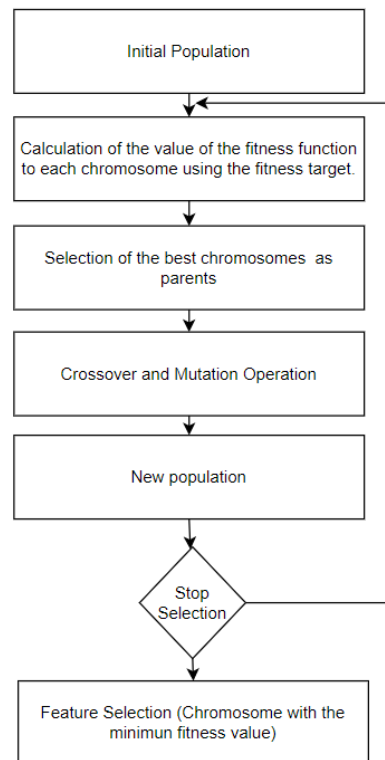 Initial Population
Calculation of the value of the fitness function
to each chromosome using the fitness target.
Selection of the best chromosomes as
parents
Crossover and Mutation Operation
New population
Stop
Selection
Feature Selection (Chromosome with the
minimun fitness value)